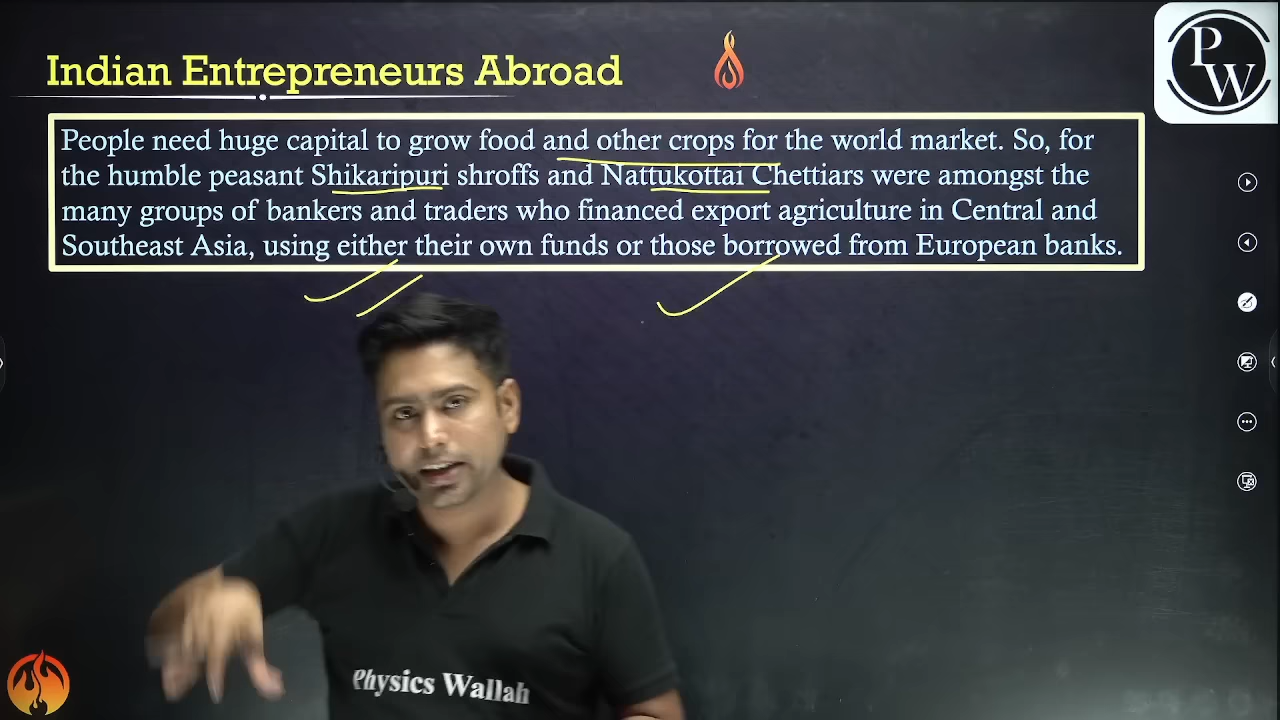 Indian Entrepreneurs Abroad
PW
People need huge capital to grow food and other crops for the world market. So, for
the humble peasant Shikaripuri shroffs and Nattukottai Chettiars were amongst the
many groups of bankers and traders who financed export agriculture in Central and
Southeast Asia, using either their own funds or those borrowed from European banks.
Physics Wallah